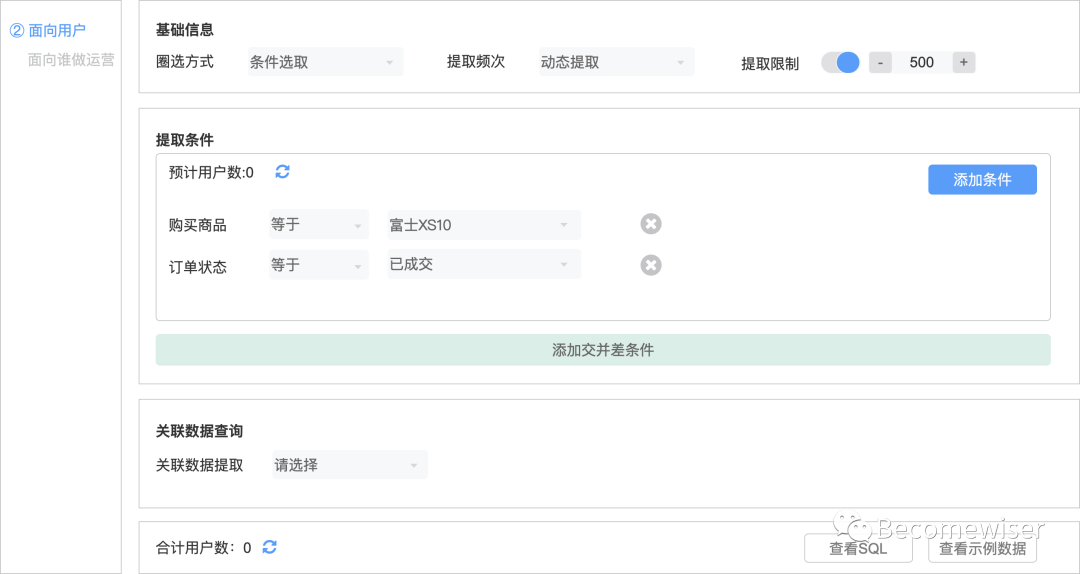 ② 面向用户
面向谁做运营
基础信息
圈选方式 条件选取 提取频次 动态提取 提取限制 - 500 +
提取条件
预计用户数:0 添加条件
购买商品 等于 富士XS10
订单状态 等于 已成交
添加交并差条件
关联数据查询
关联数据提取 请选择
合计用户数：0 查看SQL 查看示例数据
Becomewiser